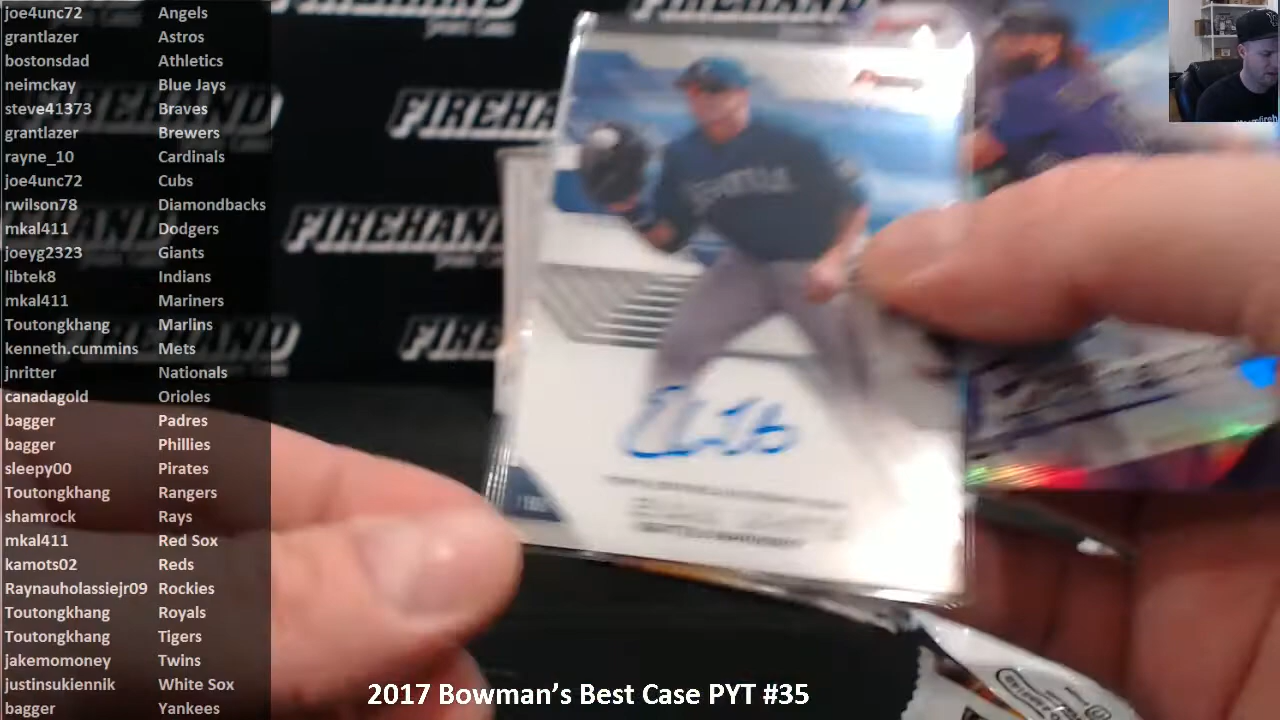 joe4unc72 Angels
grantlazer Astros
bostonsdad Athletics
neimckay Blue Jays
steve41373 Braves
grantlazer Brewers
rayne_10 Cardinals
joe4unc72 Cubs
rwilson78 Diamondbacks
mkal411 Dodgers
joeyg2323 Giants
libtek8 Indians
mkal411 Mariners
Toutongkhang Marlins
kenneth.cummins Mets
jnritter Nationals
canadagold Orioles
bagger Padres
bagger Phillies
sleepy00 Pirates
Toutongkhang Rangers
shamrock Rays
mkal411 Red Sox
kamots02 Reds
Raynauholassiejr09 Rockies
Toutongkhang Royals
Toutongkhang Tigers
jakemomoney Twins
justinsukiennik White Sox
bagger Yankees
FIREHAND
FIREHAND
FIREHAND
FIREHAND
2017 Bowman's Best Case PYT #35